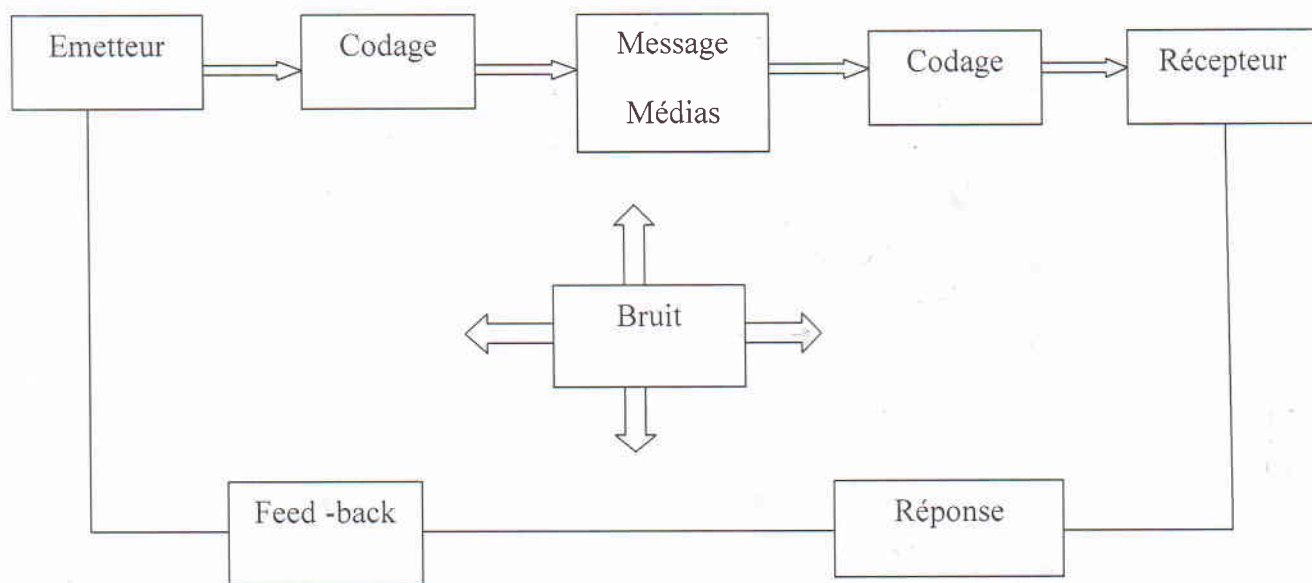 Emetteur
Codage
Message
Médias
Codage
Récepteur
Bruit
Feed -back
Réponse